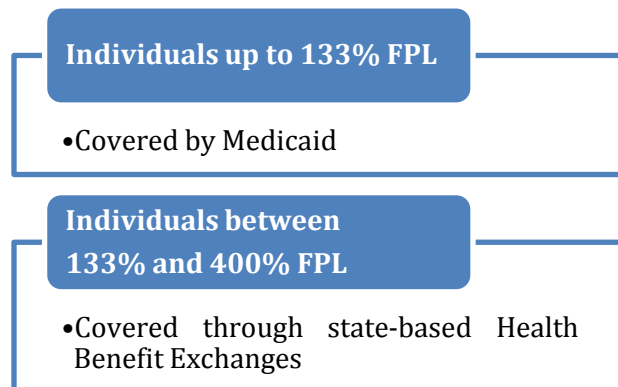 Individuals up to 133% FPL
•Covered by Medicaid
Individuals between
133% and 400% FPL
•Covered through state-based Health
Benefit Exchanges